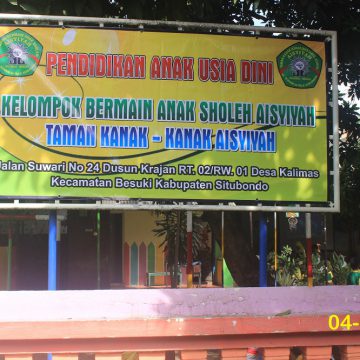 PENDIDIKAN ANAK USIA DINI
KELOMPOK BERMAIN ANAK SHOLEH AISYIYAH
TAMAN KANAK - KANAK AISYIYAH
Jalan Suwari No 24 Dusun Krajan RT. 02/RW. 01 Desa Kalimas
Kecamatan Besuki Kabupaten Situbondo
04-